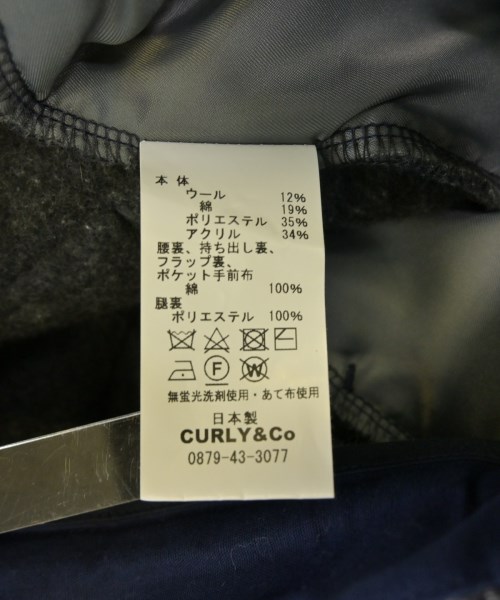 本体
ウール 12%
綿 19%
ポリエステル 35%
アクリル 34%
腰裏、持ち出し裏、
フラップ裏、
ポケット手前布
綿 100%
腿裏
ポリエステル 100%
F W
無蛍光洗剤使用・あて布使用
日本製
CURLY&Co
0879-43-3077